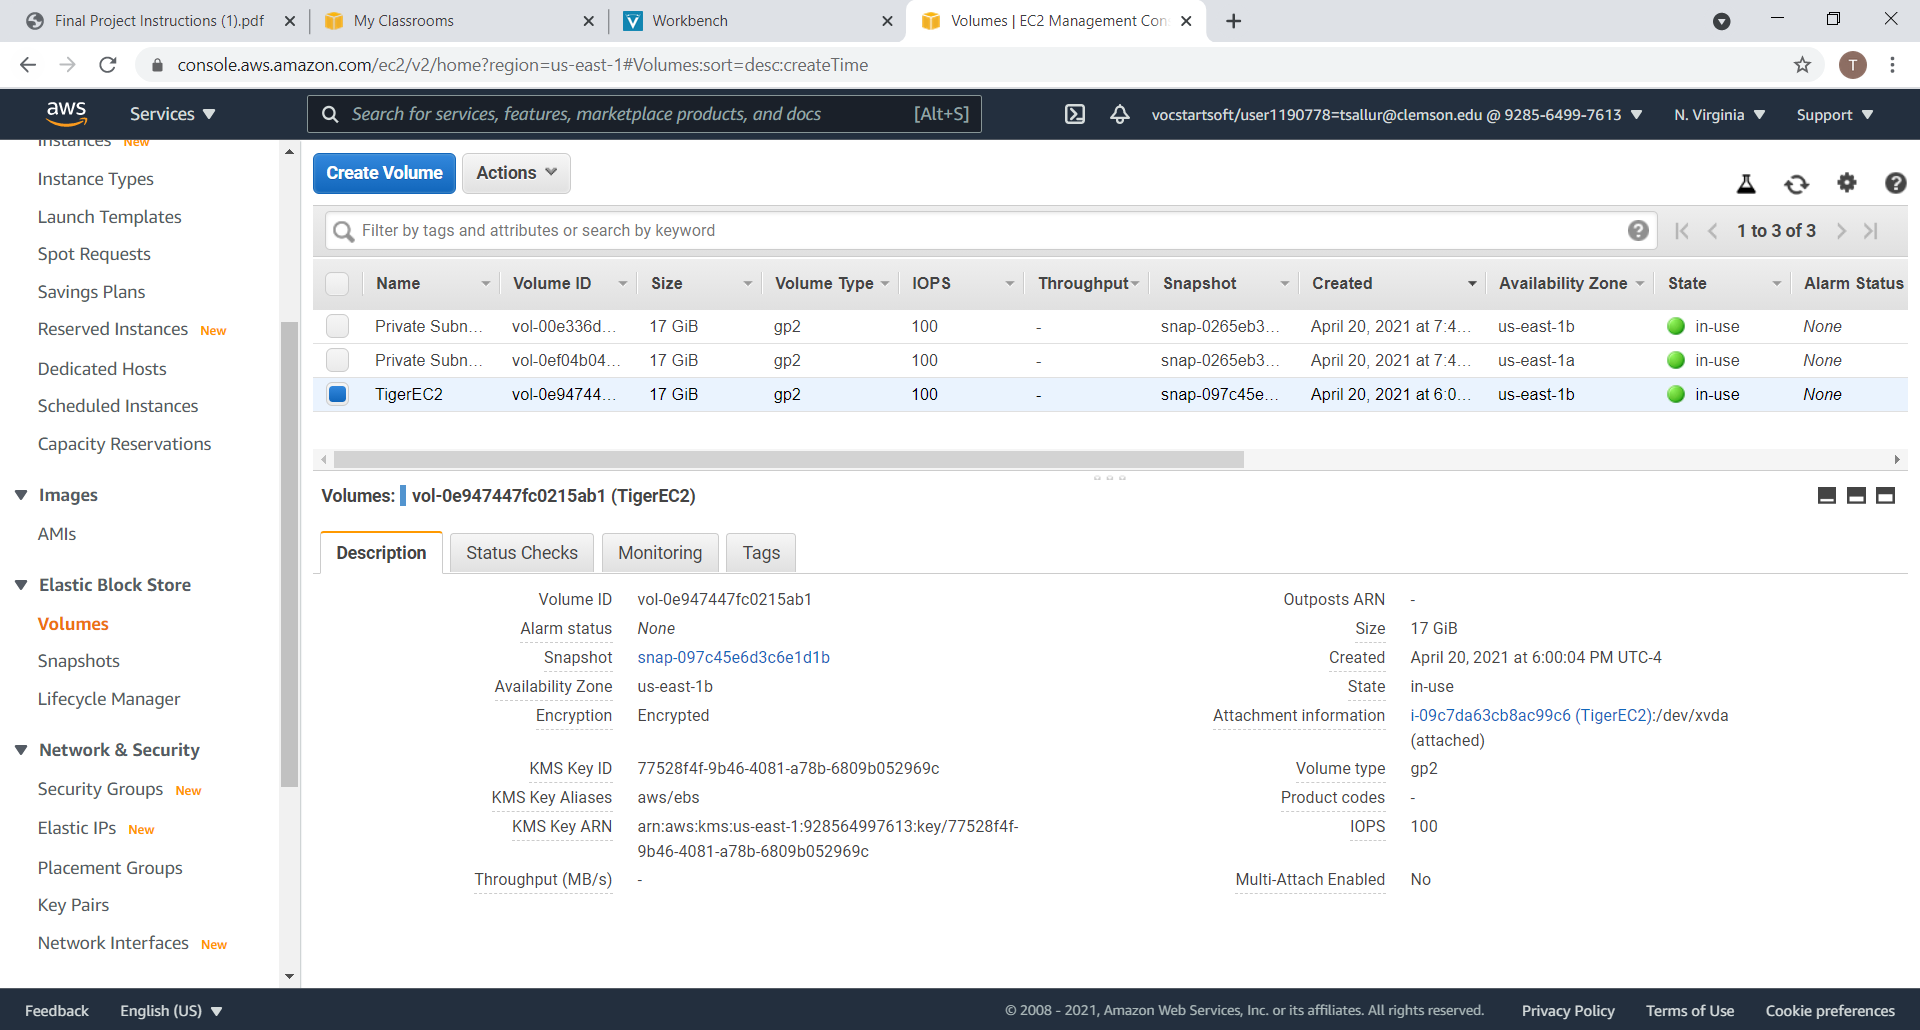 Final Project Instructions (1).pdf
My Classrooms
Workbench
Volumes | EC2 Management Con
console.aws.amazon.com/ec2/v2/home?region=us-east-1#Volumes:sort=desc:createTime
T
aws
Services
Search for services, features, marketplace products, and docs
[Alt+S]
vocstartsoft/user1190778=tsallur@clemson.edu @ 9285-6499-7613
N. Virginia
Support
Instances New
Instance Types
Launch Templates
Spot Requests
Savings Plans
Reserved Instances New
Dedicated Hosts
Scheduled Instances
Capacity Reservations
Images
AMIs
Elastic Block Store
Volumes
Snapshots
Lifecycle Manager
Network & Security
Security Groups New
Elastic IPs New
Placement Groups
Key Pairs
Network Interfaces New
Create Volume
Actions
Filter by tags and attributes or search by keyword
1 to 3 of 3
Name Volume ID Size Volume Type IOPS Throughput Snapshot Created Availability Zone State Alarm Status
Private Subn... vol-00e336d... 17 GiB gp2 100 - snap-0265eb3... April 20, 2021 at 7:4... us-east-1b in-use None
Private Subn... vol-0ef04b04... 17 GiB gp2 100 - snap-0265eb3... April 20, 2021 at 7:4... us-east-1a in-use None
TigerEC2 vol-0e94744... 17 GiB gp2 100 - snap-097c45e... April 20, 2021 at 6:0... us-east-1b in-use None
Volumes: vol-0e947447fc0215ab1 (TigerEC2)
Description
Status Checks
Monitoring
Tags
Volume ID vol-0e947447fc0215ab1
Alarm status None
Snapshot snap-097c45e6d3c6e1d1b
Availability Zone us-east-1b
Encryption Encrypted
KMS Key ID 77528f4f-9b46-4081-a78b-6809b052969c
KMS Key Aliases aws/ebs
KMS Key ARN arn:aws:kms:us-east-1:928564997613:key/77528f4f-
9b46-4081-a78b-6809b052969c
Throughput (MB/s) -
Outposts ARN -
Size 17 GiB
Created April 20, 2021 at 6:00:04 PM UTC-4
State in-use
Attachment information i-09c7da63cb8ac99c6 (TigerEC2):/dev/xvda
(attached)
Volume type gp2
Product codes -
IOPS 100
Multi-Attach Enabled No
Feedback
English (US)
© 2008 - 2021, Amazon Web Services, Inc. or its affiliates. All rights reserved.
Privacy Policy
Terms of Use
Cookie preferences